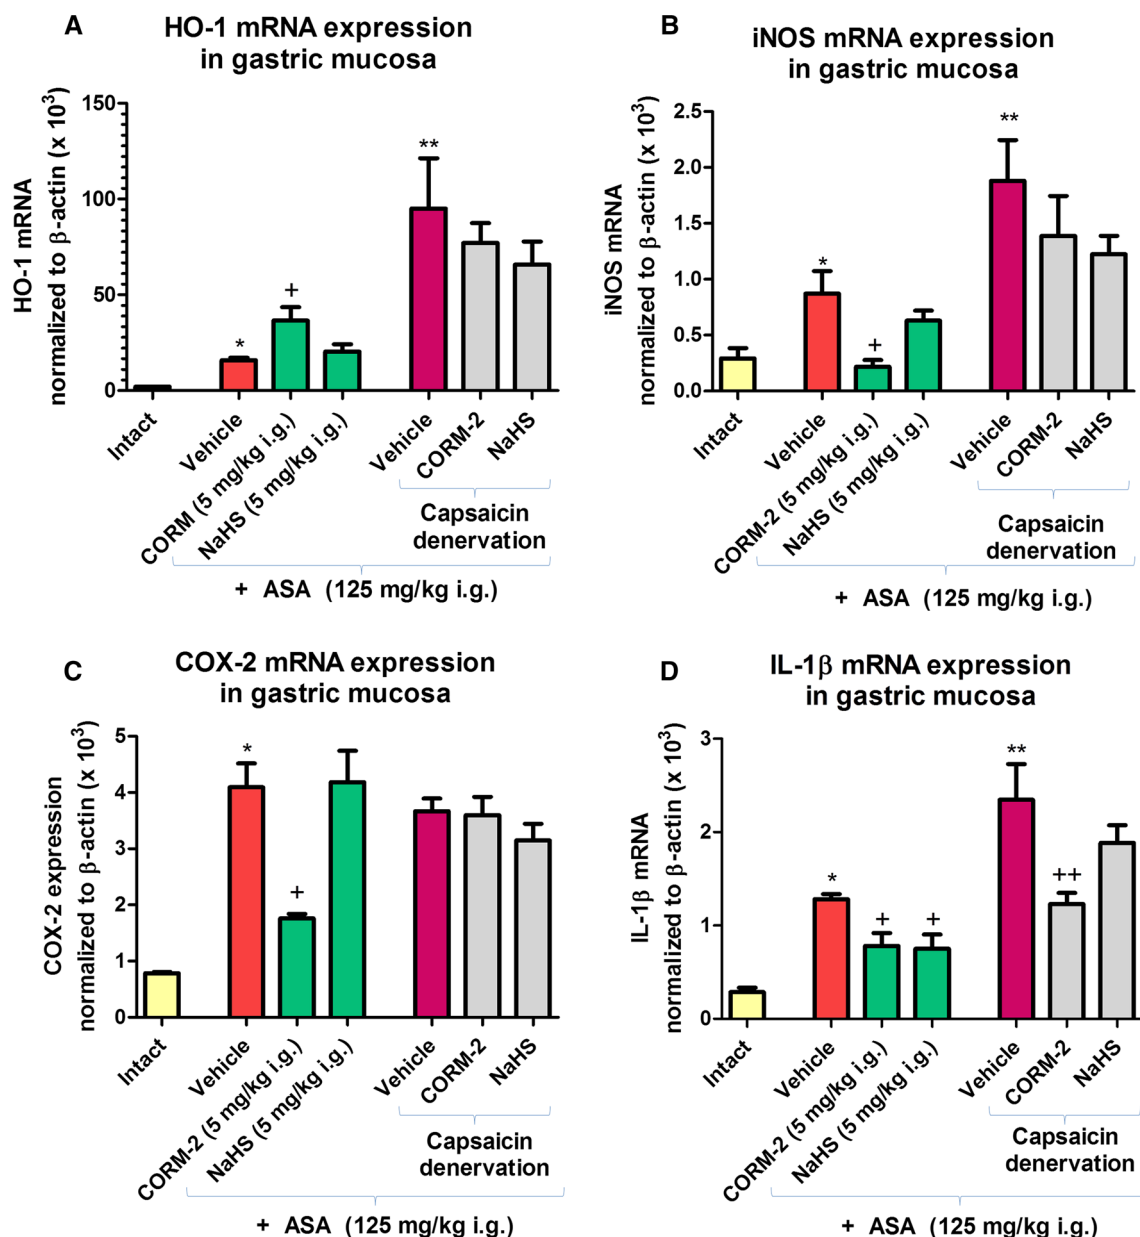 A
HO-1 mRNA expression
in gastric mucosa
HO-1 mRNA
normalized to β-actin (x 10³)
150
100
50
0
*
+
**
Intact
Vehicle
CORM (5 mg/kg i.g.)
NaHS (5 mg/kg i.g.)
Vehicle
CORM-2
NaHS
Capsaicin
denervation
+ ASA (125 mg/kg i.g.)
B
iNOS mRNA expression
in gastric mucosa
iNOS mRNA
normalized to β-actin (x 10³)
2.5
2.0
1.5
1.0
0.5
0.0
*
+
**
Intact
Vehicle
CORM-2 (5 mg/kg i.g.)
NaHS (5 mg/kg i.g.)
Vehicle
CORM-2
NaHS
Capsaicin
denervation
+ ASA (125 mg/kg i.g.)
C
COX-2 mRNA expression
in gastric mucosa
COX-2 expression
normalized to β-actin (x 10³)
5
4
3
2
1
0
*
+
Intact
Vehicle
CORM-2 (5 mg/kg i.g.)
NaHS (5 mg/kg i.g.)
Vehicle
CORM-2
NaHS
Capsaicin
denervation
+ ASA (125 mg/kg i.g.)
D
IL-1β mRNA expression
in gastric mucosa
IL-1β mRNA
normalized to β-actin (x 10³)
3
2
1
0
*
+
+
**
++
Intact
Vehicle
CORM-2 (5 mg/kg i.g.)
NaHS (5 mg/kg i.g.)
Vehicle
CORM-2
NaHS
Capsaicin
denervation
+ ASA (125 mg/kg i.g.)